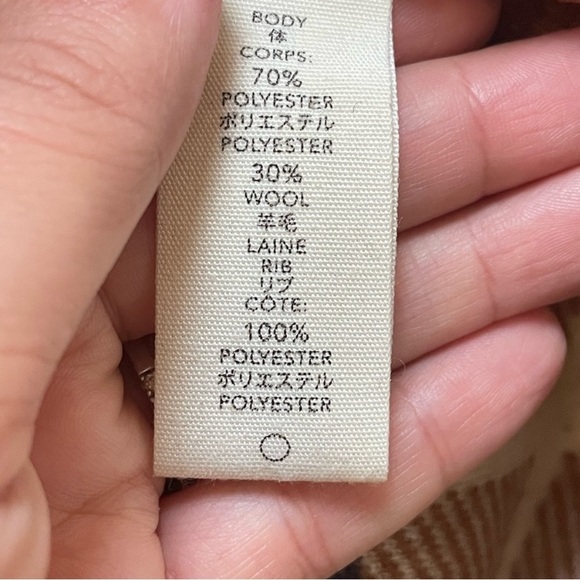 BODY
体
CORPS:
70%
POLYESTER
ポリエステル
POLYESTER
30%
WOOL
羊毛
LAINE
RIB
リブ
CÔTE:
100%
POLYESTER
ポリエステル
POLYESTER